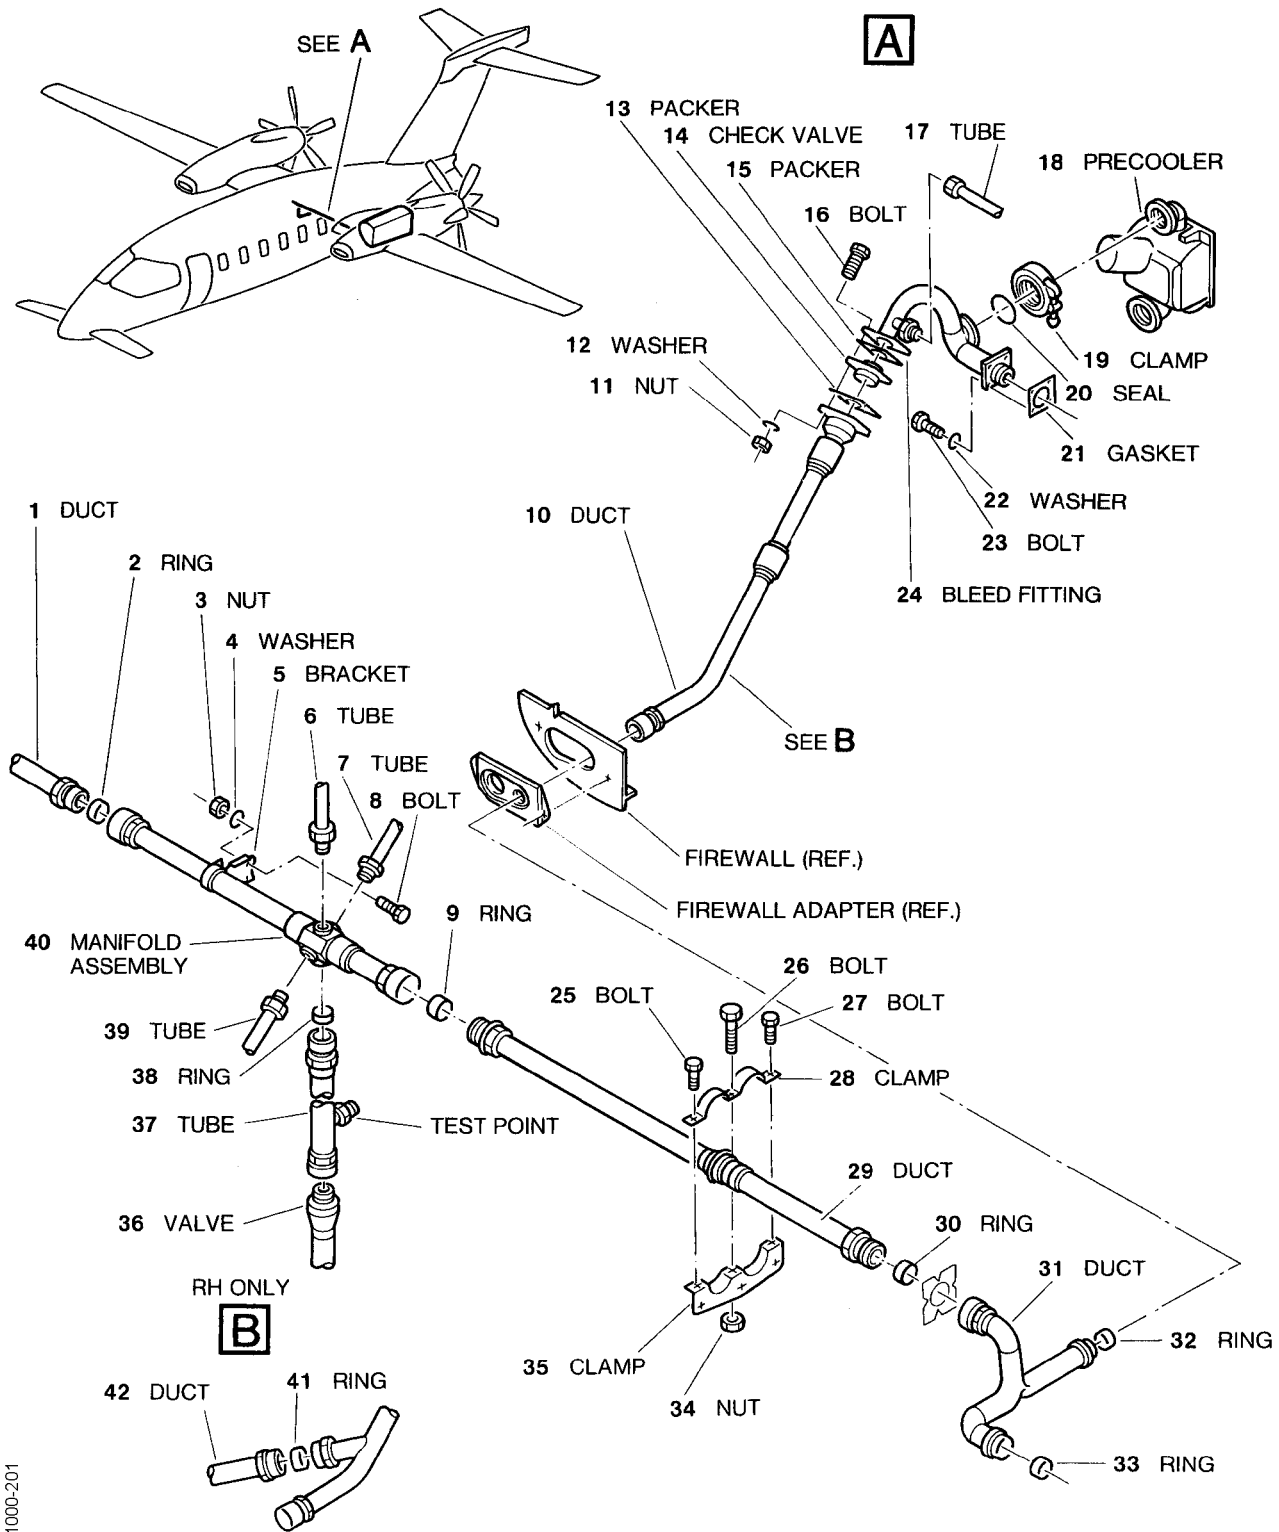 SEE A
A
13 PACKER
14 CHECK VALVE
15 PACKER
16 BOLT
17 TUBE
18 PRECOOLER
12 WASHER
11 NUT
19 CLAMP
20 SEAL
21 GASKET
22 WASHER
23 BOLT
24 BLEED FITTING
1 DUCT
2 RING
3 NUT
4 WASHER
5 BRACKET
6 TUBE
7 TUBE
8 BOLT
10 DUCT
SEE B
FIREWALL (REF.)
FIREWALL ADAPTER (REF.)
9 RING
40 MANIFOLD
ASSEMBLY
39 TUBE
38 RING
37 TUBE
TEST POINT
36 VALVE
25 BOLT
26 BOLT
27 BOLT
28 CLAMP
29 DUCT
30 RING
31 DUCT
32 RING
33 RING
34 NUT
35 CLAMP
RH ONLY
B
42 DUCT
41 RING
1000-201